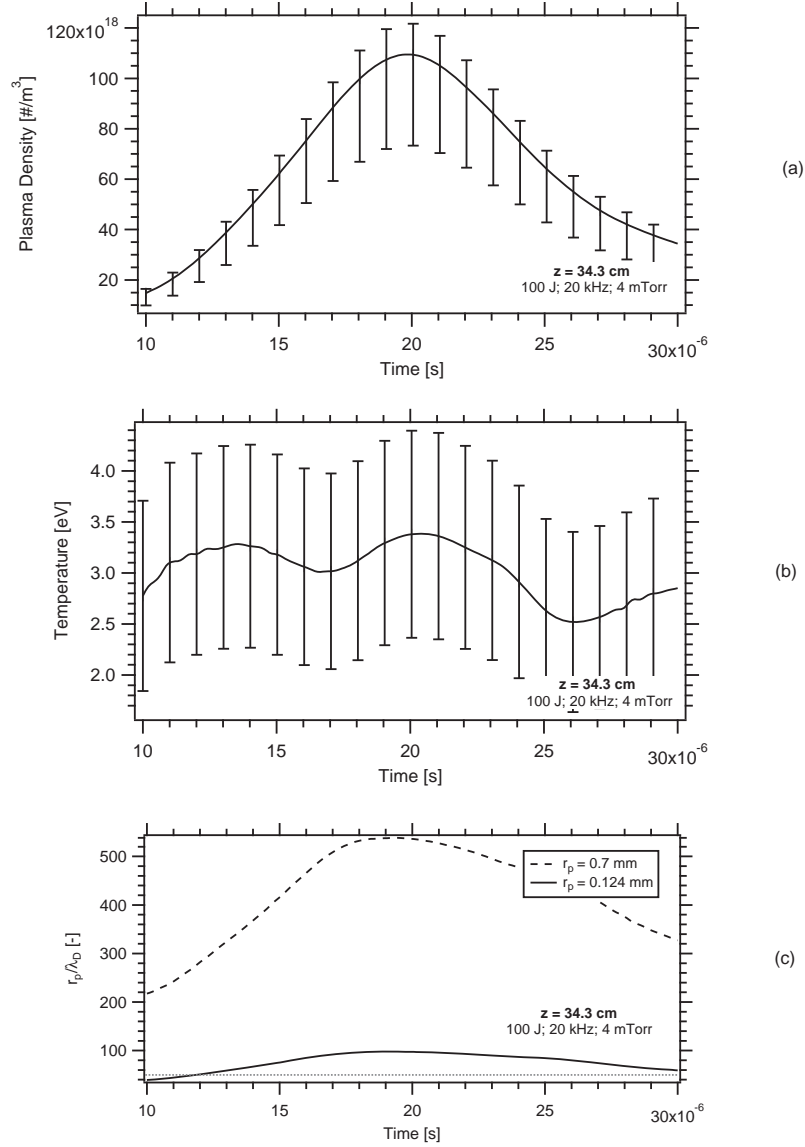 120x10^18
100
80
60
40
20
Plasma Density [#/m^3]
z = 34.3 cm
100 J; 20 kHz; 4 mTorr
10
15
20
25
30x10^-6
Time [s]
(a)
4.0
3.5
3.0
2.5
2.0
Temperature [eV]
z = 34.3 cm
100 J; 20 kHz; 4 mTorr
10
15
20
25
30x10^-6
Time [s]
(b)
500
400
300
200
100
r_p/λ_D [-]
r_p = 0.7 mm
r_p = 0.124 mm
z = 34.3 cm
100 J; 20 kHz; 4 mTorr
10
15
20
25
30x10^-6
Time [s]
(c)